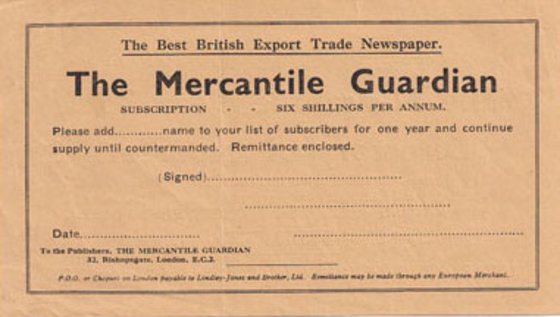 The Best British Export Trade Newspaper.
The Mercantile Guardian
SUBSCRIPTION - - SIX SHILLINGS PER ANNUM.
Please add............name to your list of subscribers for one year and continue
supply until countermanded. Remittance enclosed.
(Signed)................................................
................................................
Date..............................
................................................
To the Publishers, THE MERCANTILE GUARDIAN
82, Bishopsgate, London, E.C.2.
P.O.O. or Cheques on London payable to Lindley-Jones and Brother, Ltd. Remittance may be made through any European Merchant.